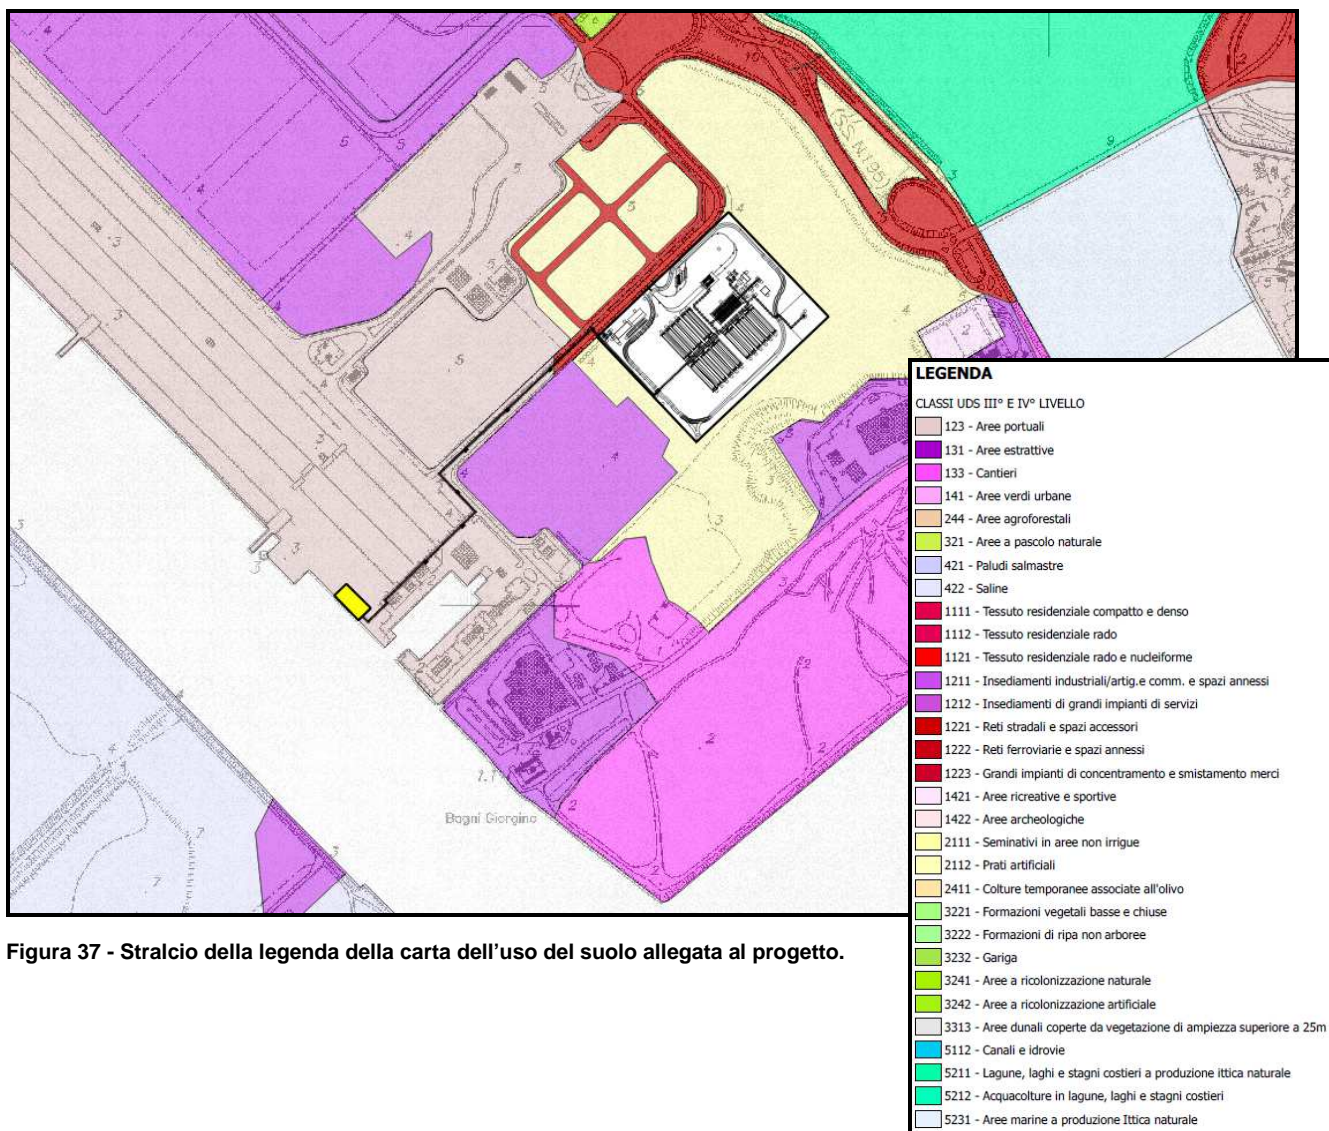 (SS N.195)
Bagni Giorgino
LEGENDA
CLASSI UDS III° E IV° LIVELLO
123 - Aree portuali
131 - Aree estrattive
133 - Cantieri
141 - Aree verdi urbane
244 - Aree agroforestali
321 - Aree a pascolo naturale
421 - Paludi salmastre
422 - Saline
1111 - Tessuto residenziale compatto e denso
1112 - Tessuto residenziale rado
1121 - Tessuto residenziale rado e nucleiforme
1211 - Insediamenti industriali/artig.e comm. e spazi annessi
1212 - Insediamenti di grandi impianti di servizi
1221 - Reti stradali e spazi accessori
1222 - Reti ferroviarie e spazi annessi
1223 - Grandi impianti di concentramento e smistamento merci
1421 - Aree ricreative e sportive
1422 - Aree archeologiche
2111 - Seminativi in aree non irrigue
2112 - Prati artificiali
2411 - Colture temporanee associate all'olivo
3221 - Formazioni vegetali basse e chiuse
3222 - Formazioni di ripa non arboree
3232 - Gariga
3241 - Aree a ricolonizzazione naturale
3242 - Aree a ricolonizzazione artificiale
3313 - Aree dunali coperte da vegetazione di ampiezza superiore a 25m
5112 - Canali e idrovie
5211 - Lagune, laghi e stagni costieri a produzione ittica naturale
5212 - Acquacolture in lagune, laghi e stagni costieri
5231 - Aree marine a produzione Ittica naturale
Figura 37 - Stralcio della legenda della carta dell'uso del suolo allegata al progetto.